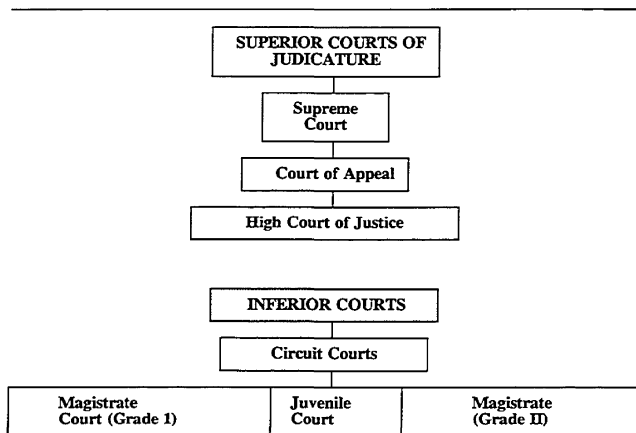 SUPERIOR COURTS OF
JUDICATURE
Supreme
Court
Court of Appeal
High Court of Justice
INFERIOR COURTS
Circuit Courts
Magistrate
Court (Grade 1)
Juvenile
Court
Magistrate
(Grade II)